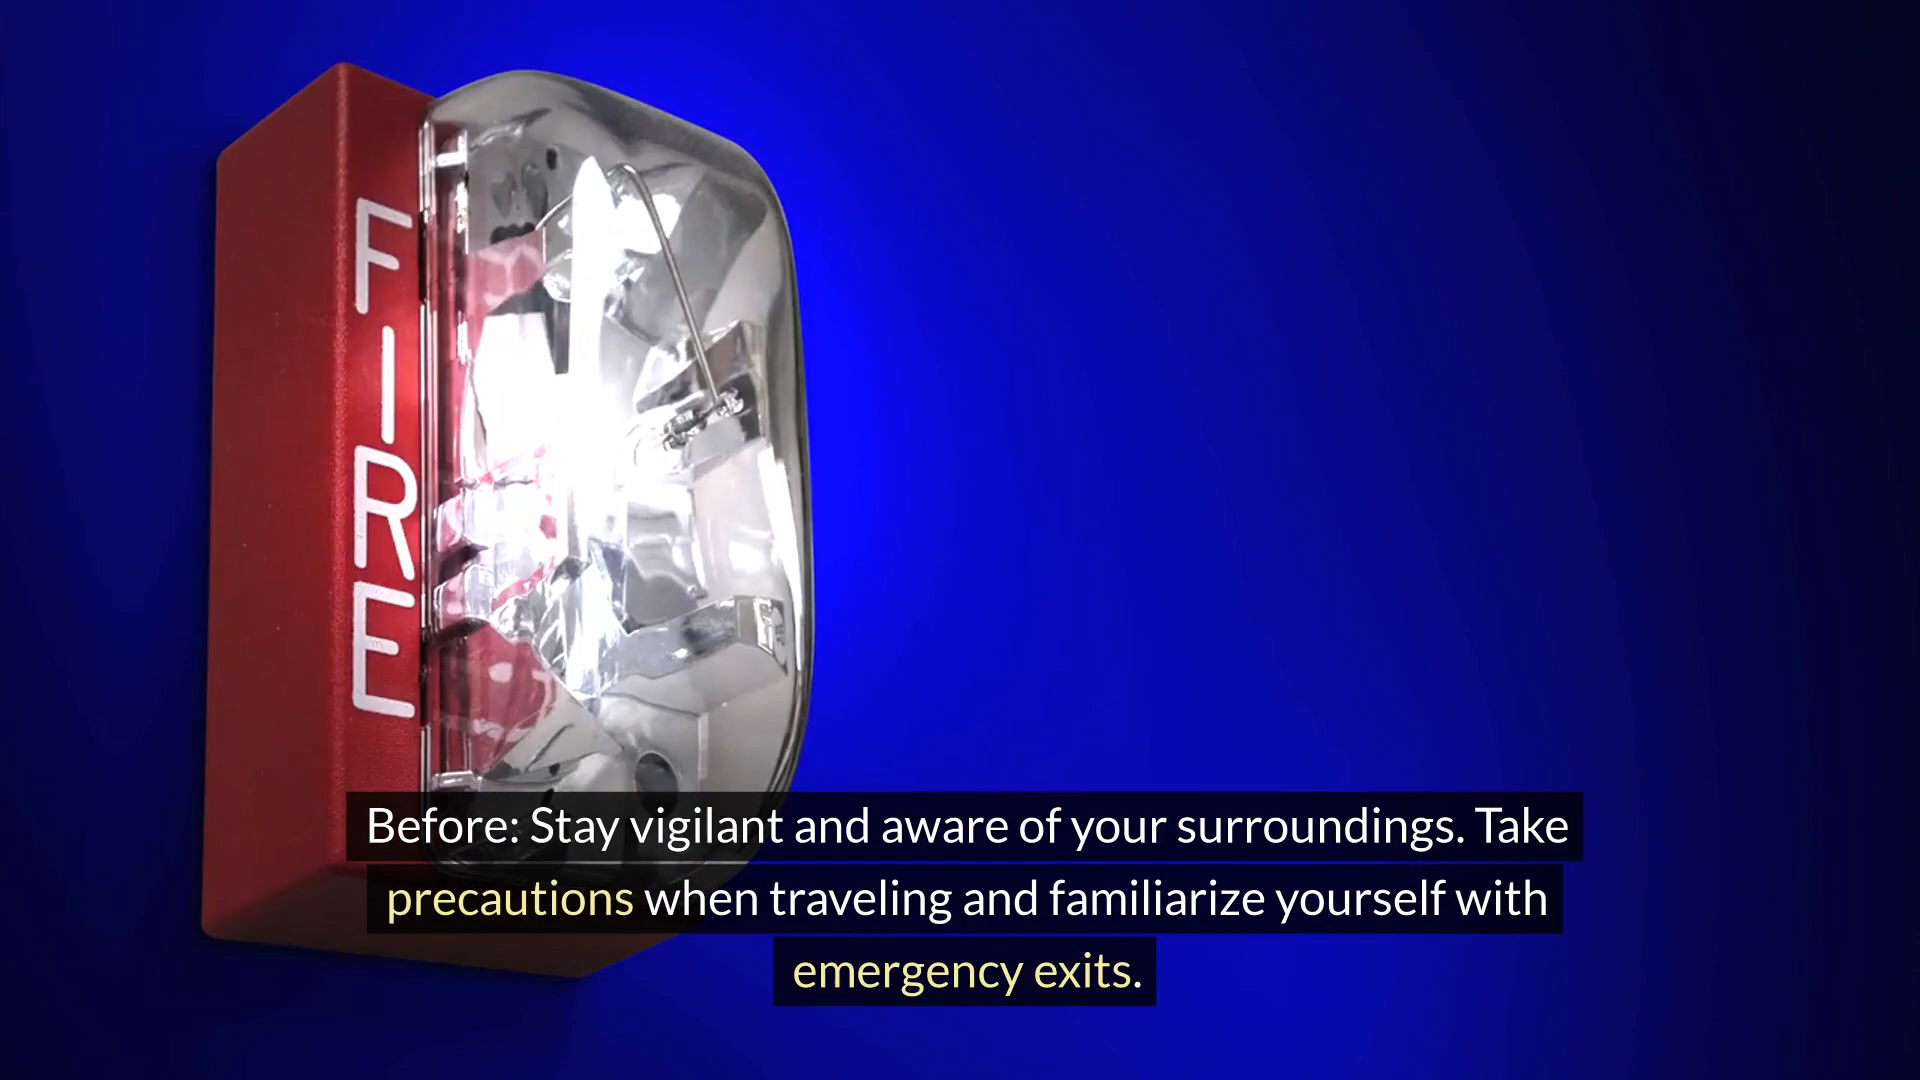 FIRE
Before: Stay vigilant and aware of your surroundings. Take
precautions when traveling and familiarize yourself with
emergency exits.